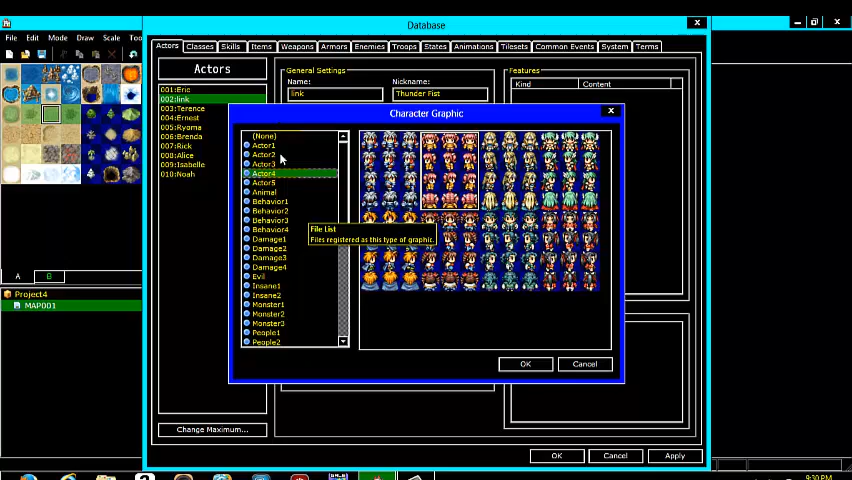 Database
File Edit Mode Draw Scale Too
Actors Classes Skills Items Weapons Armors Enemies Troops States Animations Tilesets Common Events System Terms
Actors
General Settings
Features
Name:
Nickname:
Kind Content
link
Thunder Fist
001:Eric
002:link
003:Terence
004:Ernest
005:Ryoma
006:Brenda
007:Rick
008:Alice
009:Isabelle
010:Noah
Character Graphic
(None)
Actor1
Actor2
Actor3
Actor4
Actor5
Animal
Behavior1
Behavior2
Behavior3
Behavior4
Damage1
Damage2
Damage3
Damage4
Evil
Insane1
Insane2
Monster1
Monster2
Monster3
People1
People2
File List
Files registered as this type of graphic.
OK Cancel
A B
Project4
MAP001
Change Maximum...
OK Cancel Apply
9:30 PM